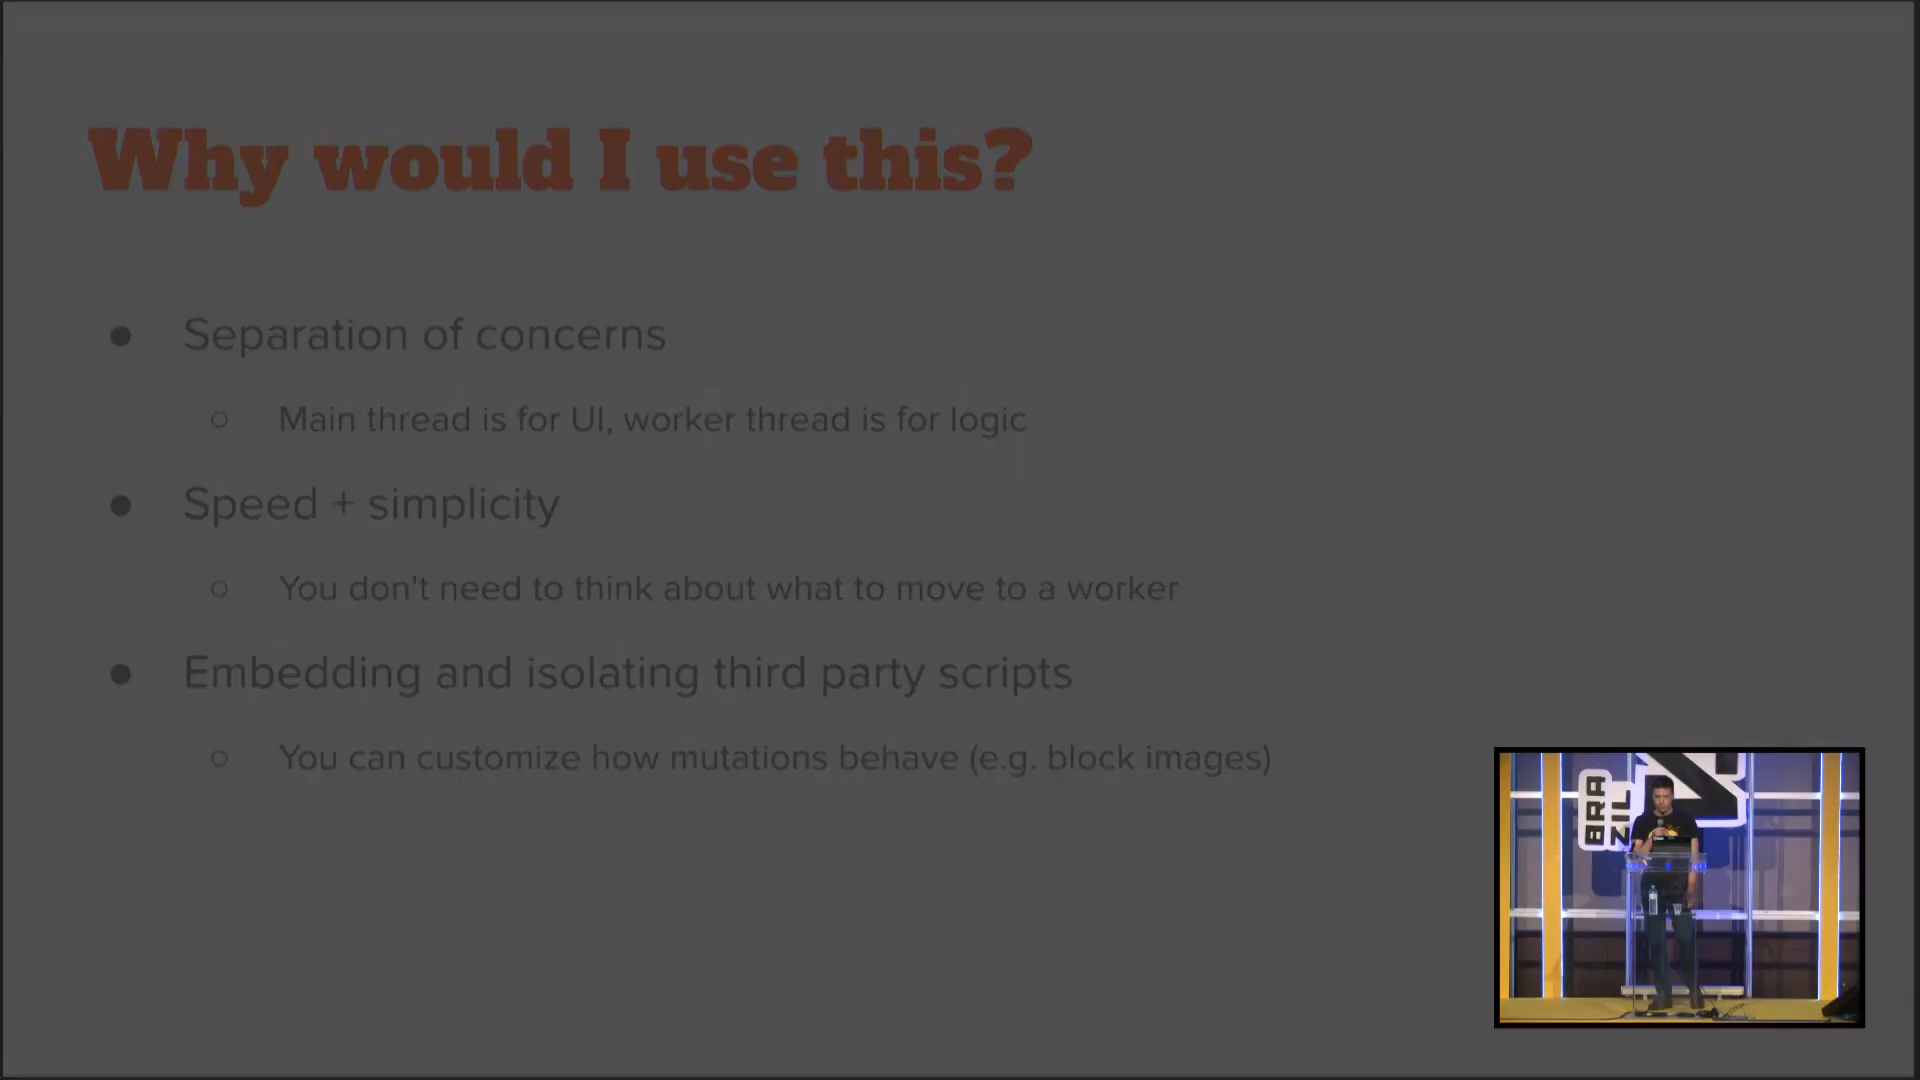 Why would I use this?
● Separation of concerns
○ Main thread is for UI, worker thread is for logic
● Speed + simplicity
○ You don't need to think about what to move to a worker
● Embedding and isolating third party scripts
○ You can customize how mutations behave (e.g. block images)
BRA
ZIL